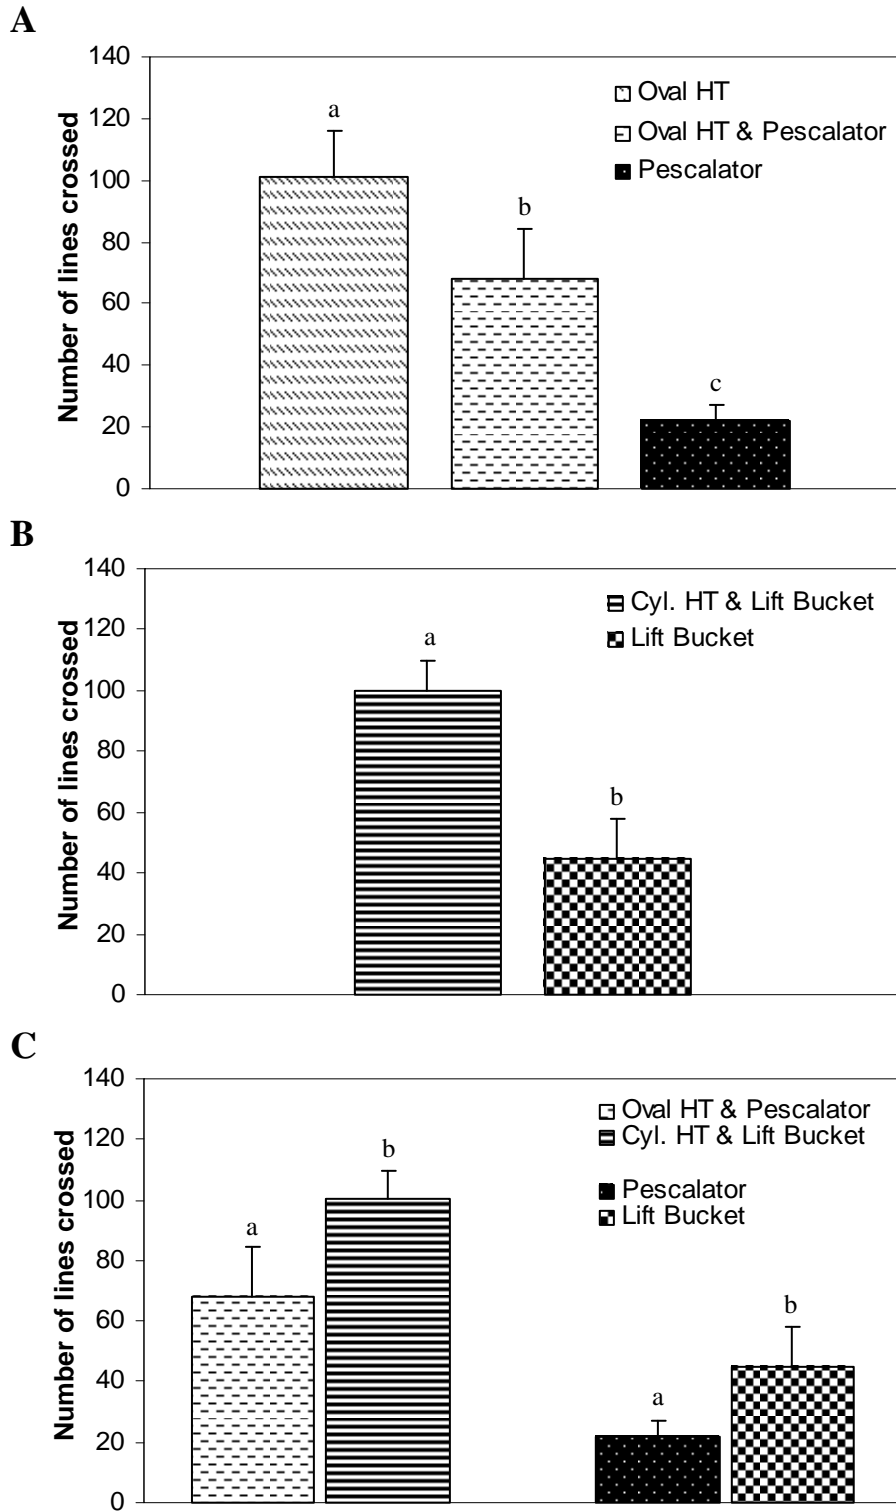 A
140
120
100
80
60
40
20
0
Number of lines crossed
a
b
c
Oval HT
Oval HT & Pescalator
Pescalator
B
140
120
100
80
60
40
20
0
Number of lines crossed
a
b
Cyl. HT & Lift Bucket
Lift Bucket
C
140
120
100
80
60
40
20
0
Number of lines crossed
a
b
a
b
Oval HT & Pescalator
Cyl. HT & Lift Bucket
Pescalator
Lift Bucket